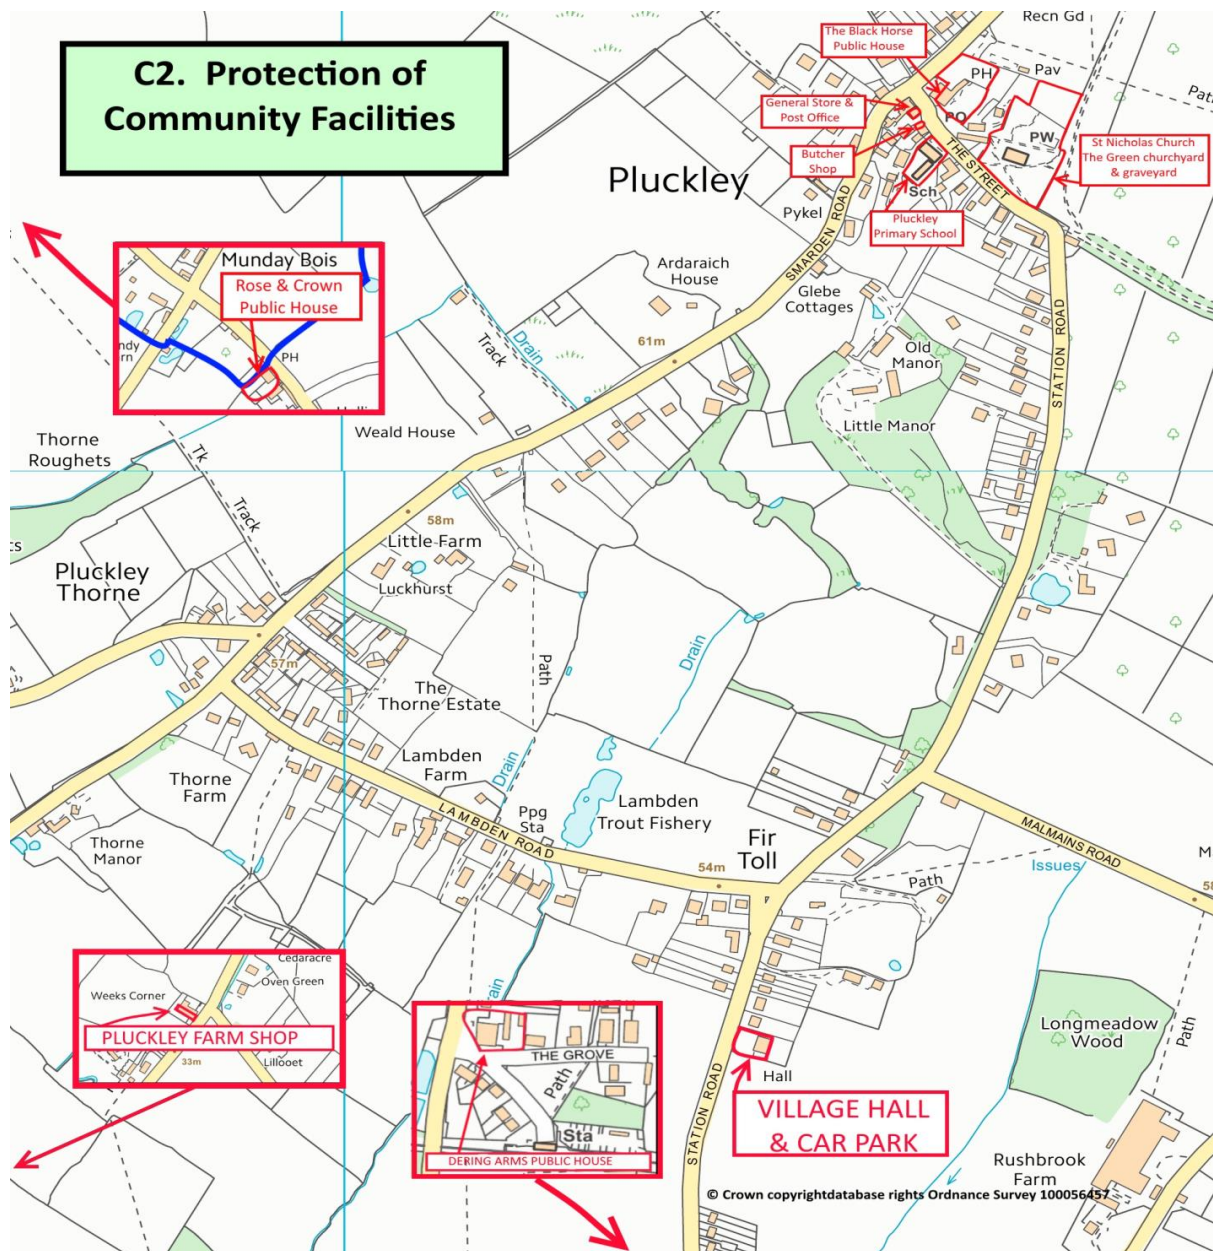 C2. Protection of
Community Facilities
Recn Gd
The Black Horse
Public House
PH
Pav
General Store &
Post Office
PO
PW
St Nicholas Church
The Green churchyard
& graveyard
Butcher
Shop
THE STREET
Pluckley
Sch
Pykel
Pluckley
Primary School
SMARDEN ROAD
Munday Bois
Rose & Crown
Public House
PH
Ardaraich
House
Glebe
Cottages
STATION ROAD
Track
Drain
61m
Old
Manor
Little Manor
Weald House
Thorne
Roughets
Tk
Track
58m
Little Farm
Luckhurst
Pluckley
Thorne
57m
Path
Drain
The
Thorne Estate
Lambden
Farm
Drain
Thorne
Farm
LAMBDEN ROAD
Ppg
Sta
Lambden
Trout Fishery
Fir
Toll
54m
MALMAINS ROAD
Issues
Path
Thorne
Manor
Cedaracre
Oven Green
Weeks Corner
PLUCKLEY FARM SHOP
33m
Lillooet
THE GROVE
Path
Sta
DERING ARMS PUBLIC HOUSE
STATION ROAD
Hall
VILLAGE HALL
& CAR PARK
Longmeadow
Wood
Path
Rushbrook
Farm
© Crown copyrightdatabase rights Ordnance Survey 100056457